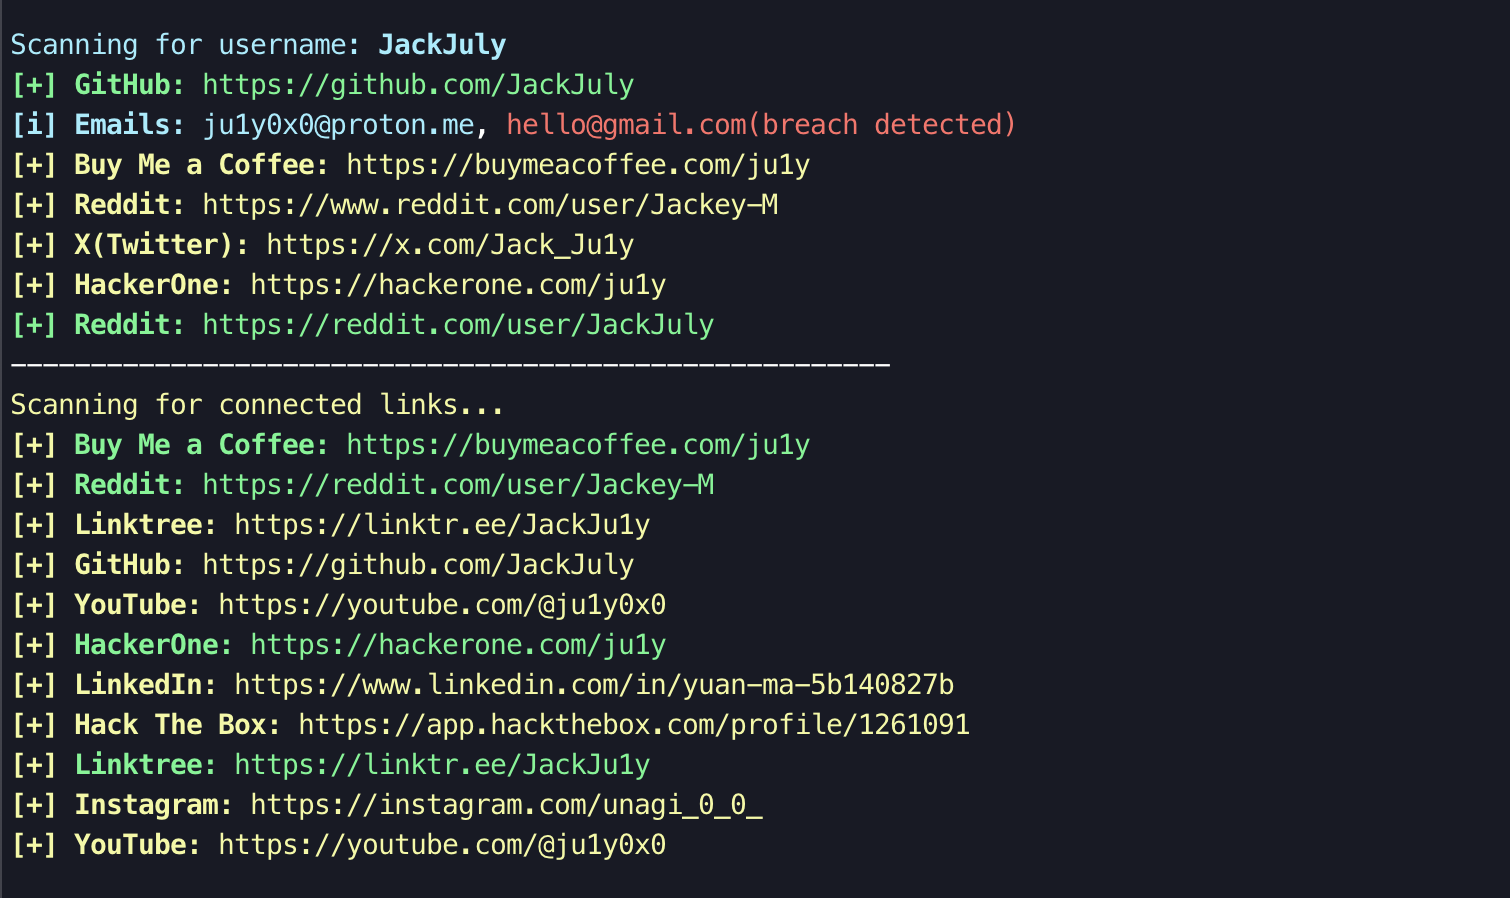 Scanning for username: JackJuly
[+] GitHub: https://github.com/JackJuly
[i] Emails: ju1y0x0@proton.me, hello@gmail.com(breach detected)
[+] Buy Me a Coffee: https://buymeacoffee.com/ju1y
[+] Reddit: https://www.reddit.com/user/Jackey-M
[+] X(Twitter): https://x.com/Jack_Ju1y
[+] HackerOne: https://hackerone.com/ju1y
[+] Reddit: https://reddit.com/user/JackJuly
-------------------------------------------------------
Scanning for connected links...
[+] Buy Me a Coffee: https://buymeacoffee.com/ju1y
[+] Reddit: https://reddit.com/user/Jackey-M
[+] Linktree: https://linktr.ee/JackJu1y
[+] GitHub: https://github.com/JackJuly
[+] YouTube: https://youtube.com/@ju1y0x0
[+] HackerOne: https://hackerone.com/ju1y
[+] LinkedIn: https://www.linkedin.com/in/yuan-ma-5b140827b
[+] Hack The Box: https://app.hackthebox.com/profile/1261091
[+] Linktree: https://linktr.ee/JackJu1y
[+] Instagram: https://instagram.com/unagi_0_0_
[+] YouTube: https://youtube.com/@ju1y0x0